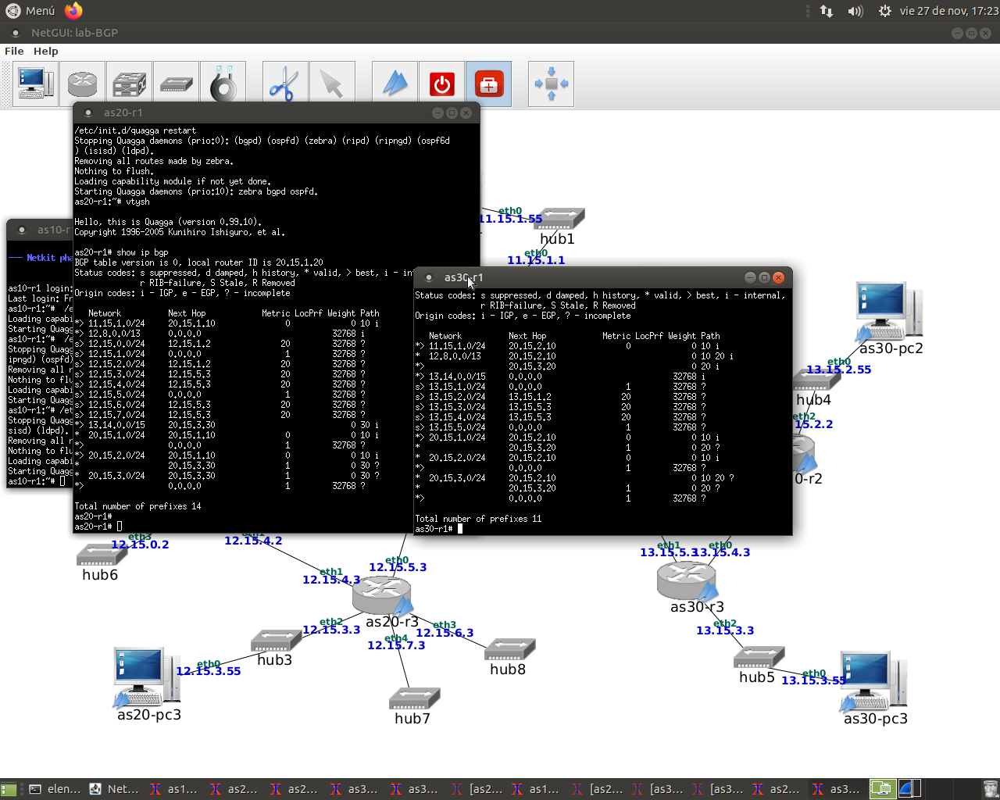 Menú
vie 27 de nov, 17:23
NetGUI: lab-BGP
File Help
as20-r1
/etc/init.d/quagga restart
Stopping Quagga daemons (prio:0): (bgpd) (ospfd) (zebra) (ripd) (ripngd) (ospf6d
) (isisd) (ldpd).
Removing all routes made by zebra.
Nothing to flush.
Loading capability module if not yet done.
Starting Quagga daemons (prio:10): zebra bgpd ospfd.
as20-r1:~# vtysh
Hello, this is Quagga (version 0.99.10).
Copyright 1996-2005 Kunihiro Ishiguro, et al.
as20-r1# show ip bgp
BGP table version is 0, local router ID is 20.15.1.20
Status codes: s suppressed, d damped, h history, * valid, > best, i - in
r RIB-failure, S Stale, R Removed
Origin codes: i - IGP, e - EGP, ? - incomplete
Network Next Hop Metric LocPrf Weight Path
*> 11.15.1.0/24 20.15.1.10 0 0 10 i
*> 12.8.0.0/13 0.0.0.0 32768 i
s> 12.15.0.0/24 12.15.1.2 20 32768 ?
s> 12.15.1.0/24 0.0.0.0 1 32768 ?
s> 12.15.2.0/24 12.15.1.2 20 32768 ?
s> 12.15.3.0/24 12.15.5.3 20 32768 ?
s> 12.15.4.0/24 12.15.5.3 20 32768 ?
s> 12.15.5.0/24 0.0.0.0 1 32768 ?
s> 12.15.6.0/24 12.15.5.3 20 32768 ?
s> 12.15.7.0/24 12.15.5.3 20 32768 ?
*> 13.14.0.0/15 20.15.3.30 0 30 i
* 20.15.1.0/24 20.15.1.10 0 0 10 i
*> 0.0.0.0 1 32768 ?
*> 20.15.2.0/24 20.15.1.10 0 0 10 i
* 20.15.3.30 1 0 30 ?
* 20.15.3.0/24 20.15.3.30 1 0 30 ?
*> 0.0.0.0 1 32768 ?
Total number of prefixes 14
as20-r1#
as20-r1#
as10-r
Netkit pha
as10-r1 login:
Last login: Fr
as10-r1:~# /e
Loading capabi
as10-r1:~# /e
Stopping Quagg
ipngd) (ospfd)
Removing all r
Nothing to flu
Loading capabi
Starting Quagg
as10-r1:~# /et
Stopping Quagg
sisd) (ldpd).
Removing all r
Nothing to flu
Loading capabi
Starting Quagg
as10-r1:~#
as30-r1
Status codes: s suppressed, d damped, h history, * valid, > best, i - internal,
r RIB-failure, S Stale, R Removed
Origin codes: i - IGP, e - EGP, ? - incomplete
Network Next Hop Metric LocPrf Weight Path
*> 11.15.1.0/24 20.15.2.10 0 0 10 i
* 12.8.0.0/13 20.15.2.10 0 10 20 i
*> 20.15.3.20 0 20 i
*> 13.14.0.0/15 0.0.0.0 32768 i
s> 13.15.1.0/24 0.0.0.0 1 32768 ?
s> 13.15.2.0/24 13.15.1.2 20 32768 ?
s> 13.15.3.0/24 13.15.5.3 20 32768 ?
s> 13.15.4.0/24 13.15.5.3 20 32768 ?
s> 13.15.5.0/24 0.0.0.0 1 32768 ?
*> 20.15.1.0/24 20.15.2.10 0 0 10 i
* 20.15.3.20 1 0 20 ?
* 20.15.2.0/24 20.15.2.10 0 0 10 i
*> 0.0.0.0 1 32768 ?
* 20.15.3.0/24 20.15.2.10 0 10 20 ?
* 20.15.3.20 1 0 20 ?
*> 0.0.0.0 1 32768 ?
Total number of prefixes 11
as30-r1#
eth0
11.15.1.55
hub1
eth0
11.15.1.1
as30-pc2
eth0
13.15.2.55
hub4
eth2
15.2.2
0-r2
eth3
12.15.0.2
hub6
12.15.4.2
eth0
12.15.5.3
eth1
12.15.4.3
as20-r3
eth2
12.15.3.3
eth3
12.15.6.3
eth4
12.15.7.3
hub3
hub8
eth0
12.15.3.55
as20-pc3
hub7
eth1
13.15.5.3
eth0
13.15.4.3
as30-r3
eth2
13.15.3.3
hub5
eth0
13.15.3.55
as30-pc3
elen...
Net...
as1...
as2...
as2...
as3...
as3...
[as2...
as1...
[as2...
[as3...
[as3...
as2...
as3...